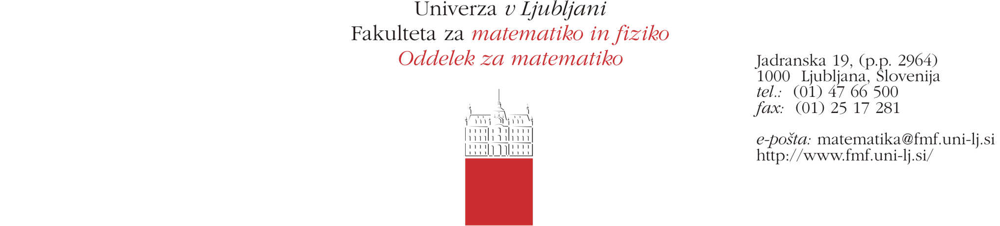 Univerza v Ljubljani
Fakulteta za matematiko in fiziko
Oddelek za matematiko
Jadranska 19, (p.p. 2964)
1000 Ljubljana, Slovenija
tel.: (01) 47 66 500
fax: (01) 25 17 281
e-pošta: matematika@fmf.uni-lj.si
http://www.fmf.uni-lj.si/